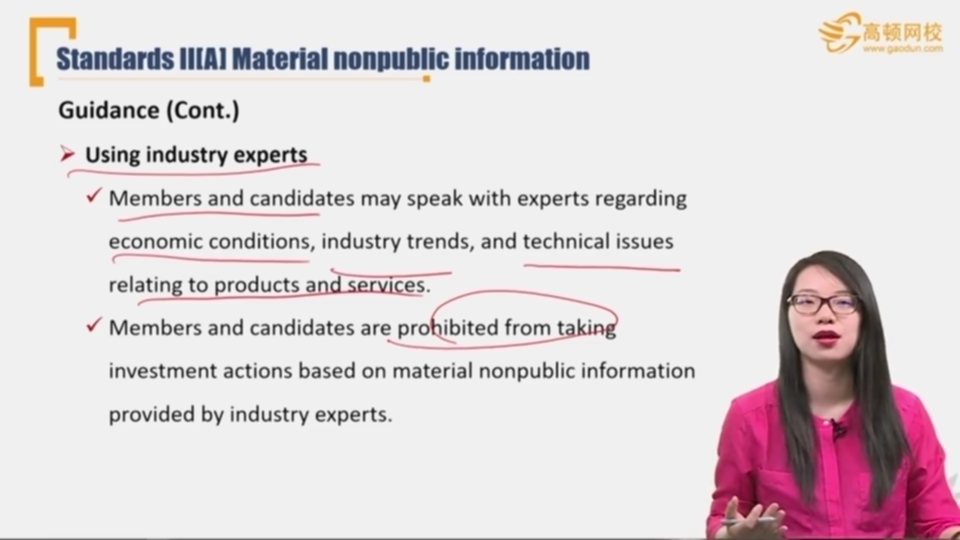 高顿网校
www.gaodun.com
Standards II[A] Material nonpublic information
Guidance (Cont.)
Using industry experts
Members and candidates may speak with experts regarding
economic conditions, industry trends, and technical issues
relating to products and services.
Members and candidates are prohibited from taking
investment actions based on material nonpublic information
provided by industry experts.